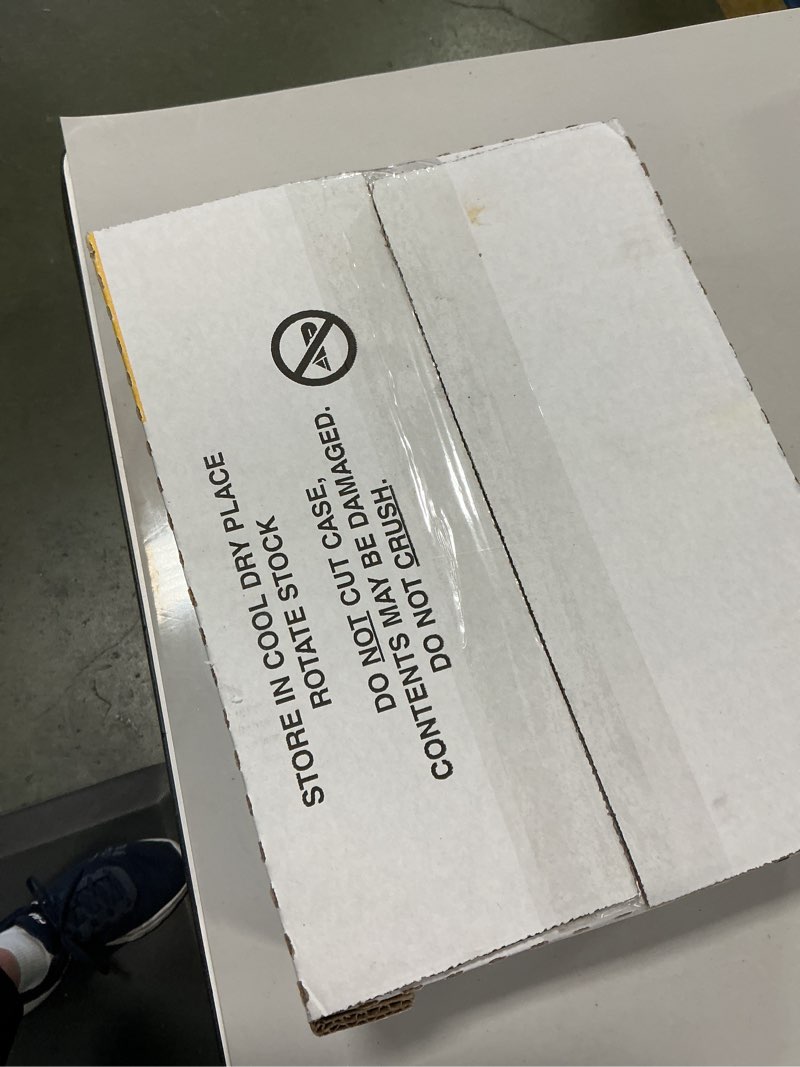 STORE IN COOL DRY PLACE
ROTATE STOCK
DO NOT CUT CASE,
CONTENTS MAY BE DAMAGED.
DO NOT CRUSH.